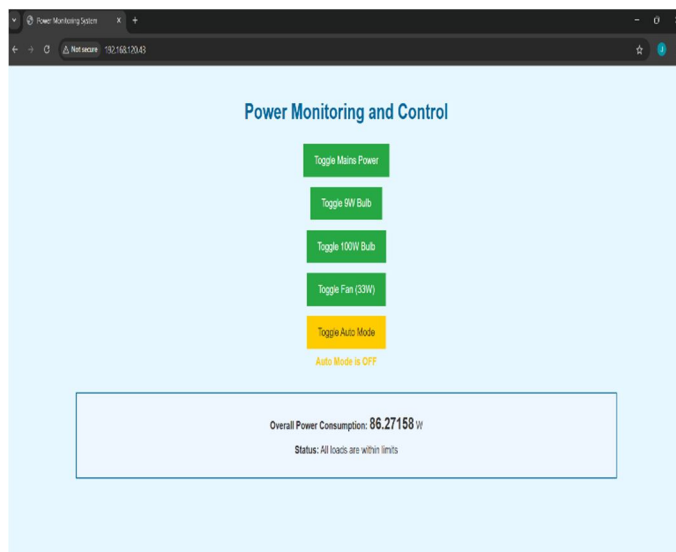 Power Monitoring System
Not secure 192.168.120.43
J
Power Monitoring and Control
Toggle Mains Power
Toggle 9W Bulb
Toggle 100W Bulb
Toggle Fan (33W)
Toggle Auto Mode
Auto Mode is OFF
Overall Power Consumption: 86.27158 W
Status: All loads are within limits